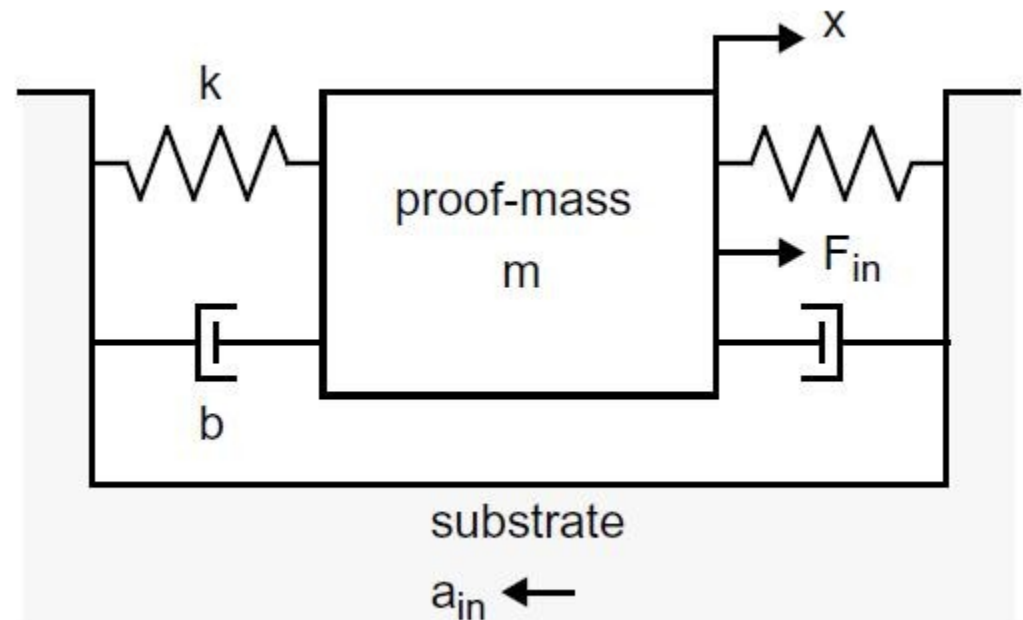 x
k
proof-mass
m
Fin
b
substrate
ain